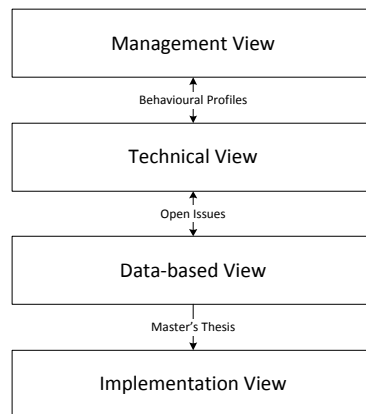 Management View
Behavioural Profiles
Technical View
Open Issues
Data-based View
Master's Thesis
Implementation View